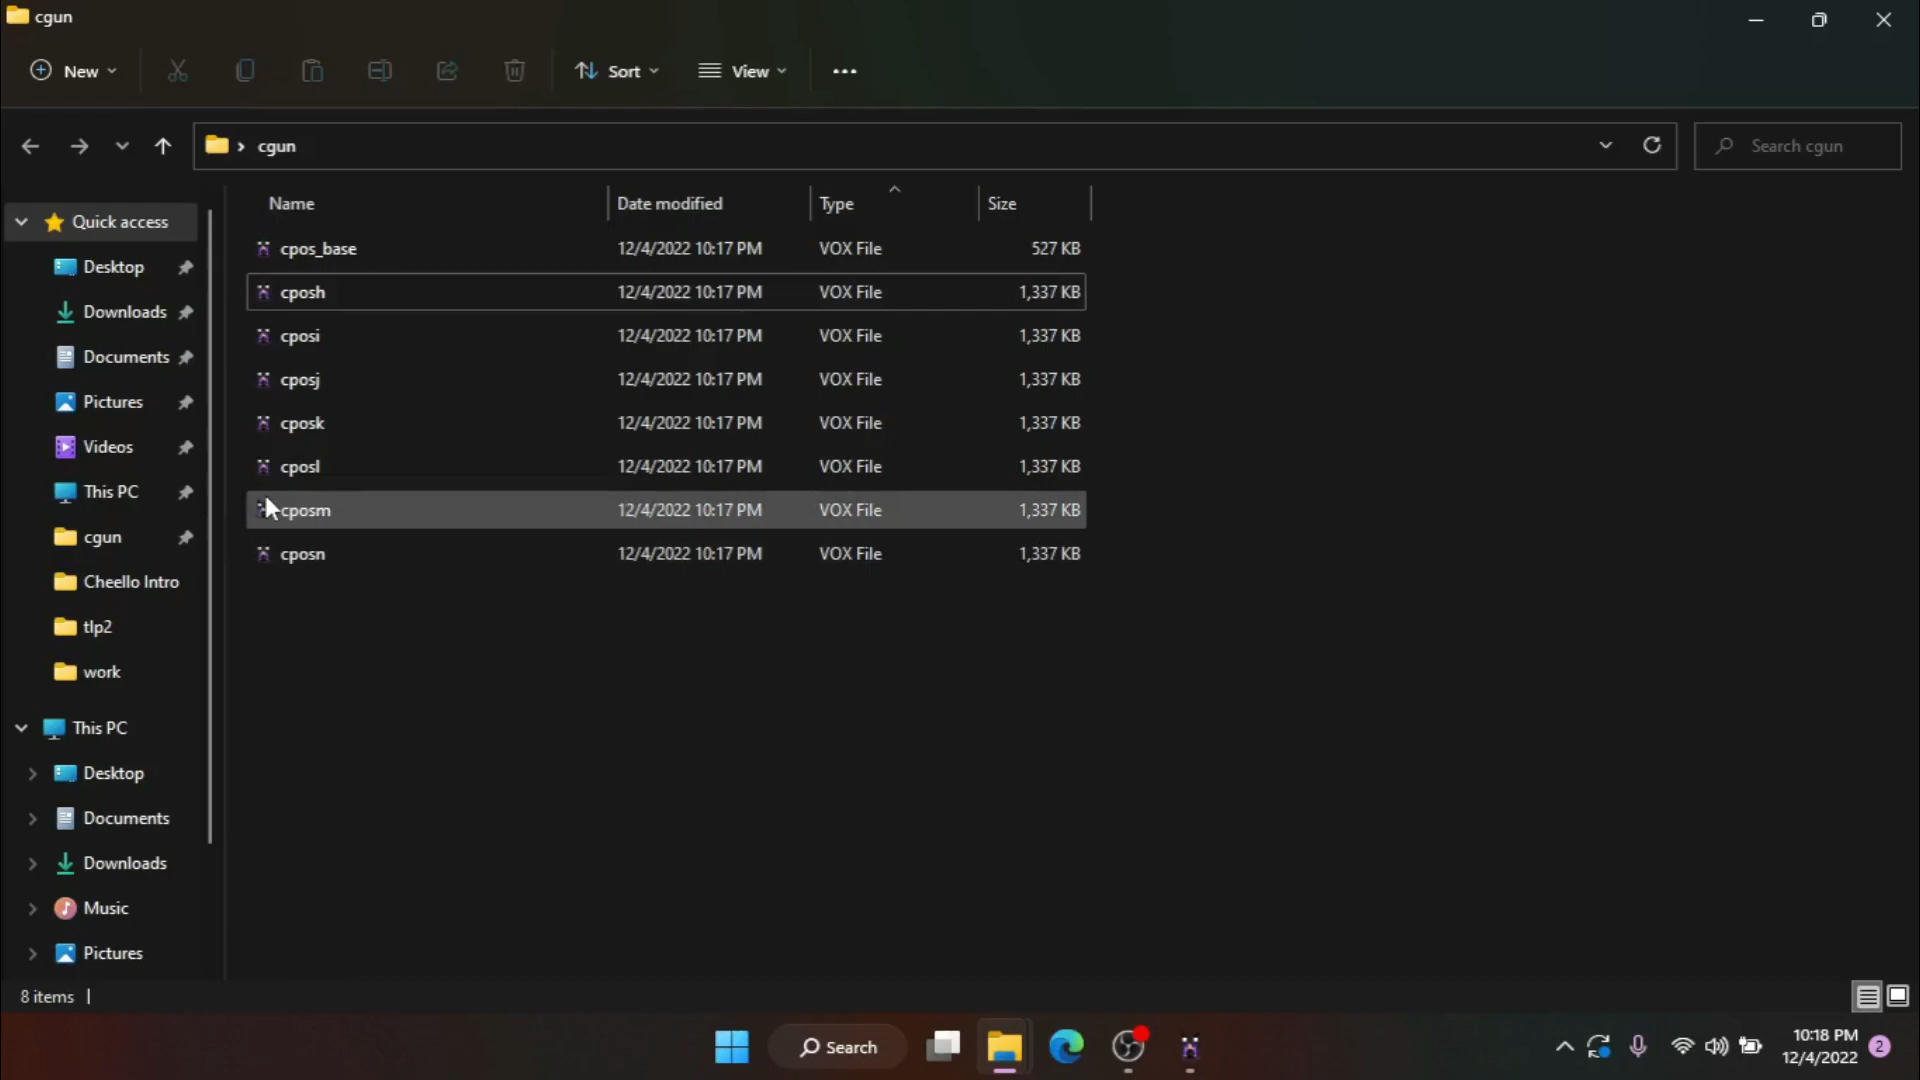 cgun
New Sort View
cgun Search cgun
Name Date modified Type Size
cpos_base 12/4/2022 10:17 PM VOX File 527 KB
cposh 12/4/2022 10:17 PM VOX File 1,337 KB
cposi 12/4/2022 10:17 PM VOX File 1,337 KB
cposj 12/4/2022 10:17 PM VOX File 1,337 KB
cposk 12/4/2022 10:17 PM VOX File 1,337 KB
cposl 12/4/2022 10:17 PM VOX File 1,337 KB
cposm 12/4/2022 10:17 PM VOX File 1,337 KB
cposn 12/4/2022 10:17 PM VOX File 1,337 KB
Quick access
Desktop
Downloads
Documents
Pictures
Videos
This PC
cgun
Cheello Intro
tlp2
work
This PC
Desktop
Documents
Downloads
Music
Pictures
8 items
Search
10:18 PM
12/4/2022
2